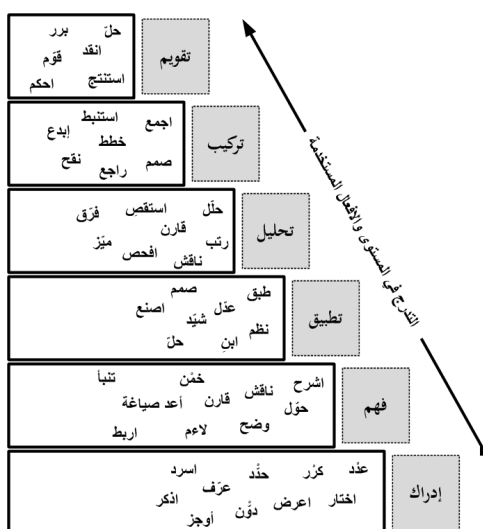 تقويم
حلّ برر
انقد
قوّم
استنتج
احكم
تركيب
اجمع استنبط
إبدع
خطط
صمم راجع نقح
تحليل
حلّل استقصِ فرّق
قارن
رتب افحص ميّز
ناقش
تطبيق
طبق صمم
عدّل اصنع
شيّد
نظم ابنِ حلّ
فهم
اشرح خمّن تنبأ
ناقش
حوّل قارن أعد صياغة
وضح لاءم اربط
إدراك
عدّد كرّر حدّد اسرد
عرّف
اختار اعرض اذكر
دوّن أوجز
التدرج في المستوى والافعال المستخدمة